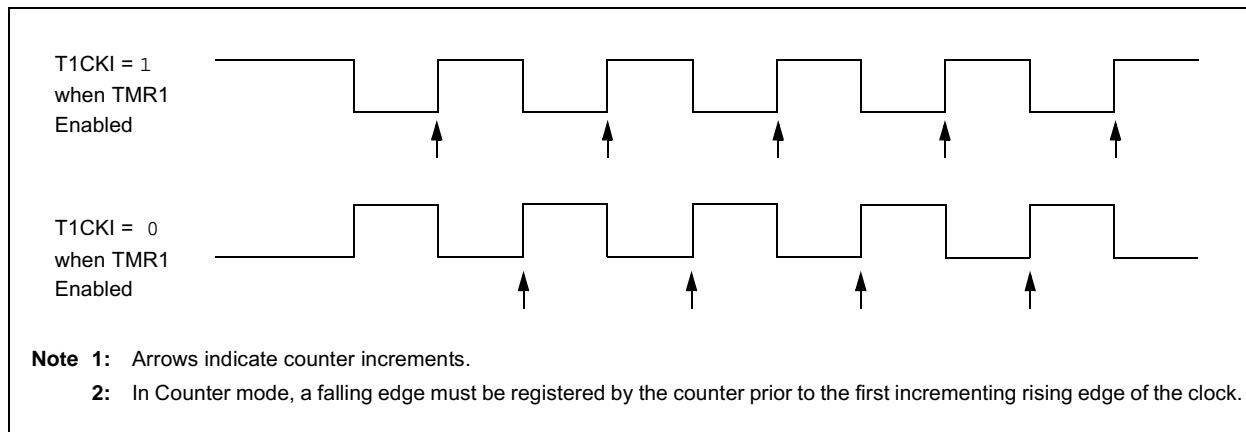 T1CKI = 1
when TMR1
Enabled
T1CKI = 0
when TMR1
Enabled
Note 1: Arrows indicate counter increments.
2: In Counter mode, a falling edge must be registered by the counter prior to the first incrementing rising edge of the clock.